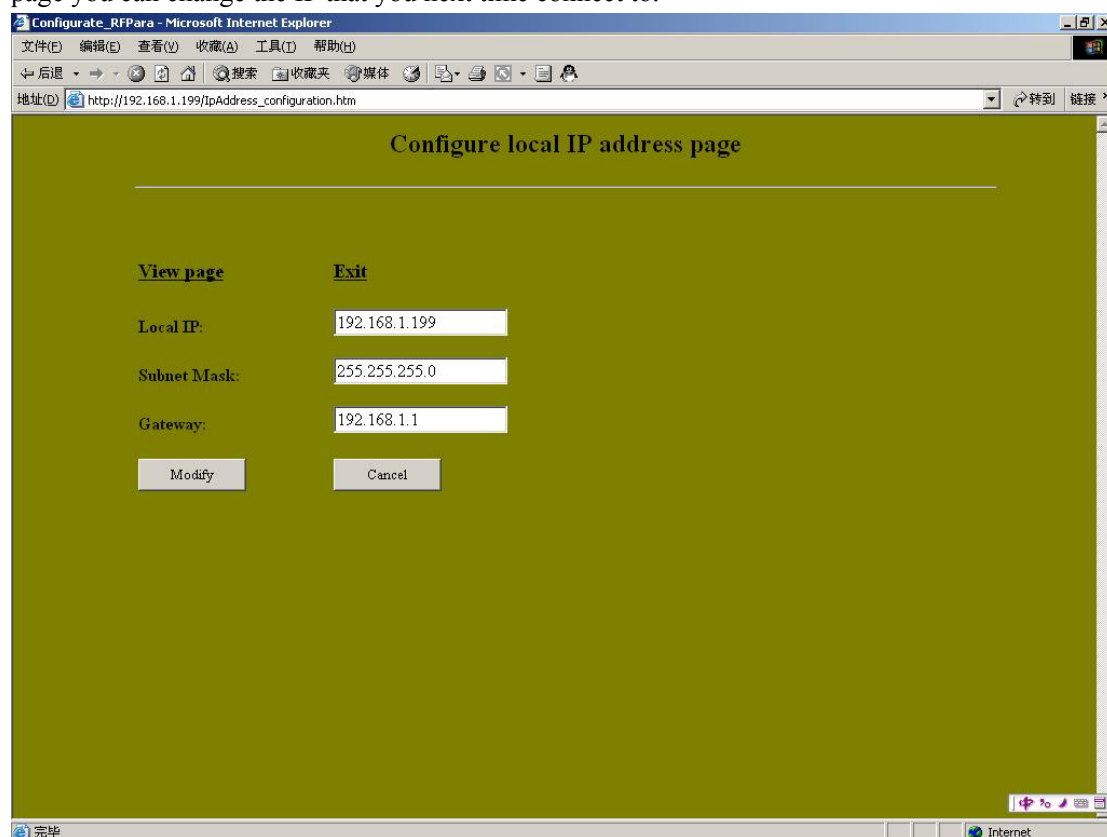 page you can change the IP that you next time connect to.
Configurate_RFPara - Microsoft Internet Explorer
文件(F) 编辑(E) 查看(V) 收藏(A) 工具(T) 帮助(H)
后退 搜索 收藏夹 媒体
地址(D) http://192.168.1.199/IpAddress_configuration.htm 转到 链接 »
Configure local IP address page
View page Exit
Local IP: 192.168.1.199
Subnet Mask: 255.255.255.0
Gateway: 192.168.1.1
Modify Cancel
中
完毕 Internet